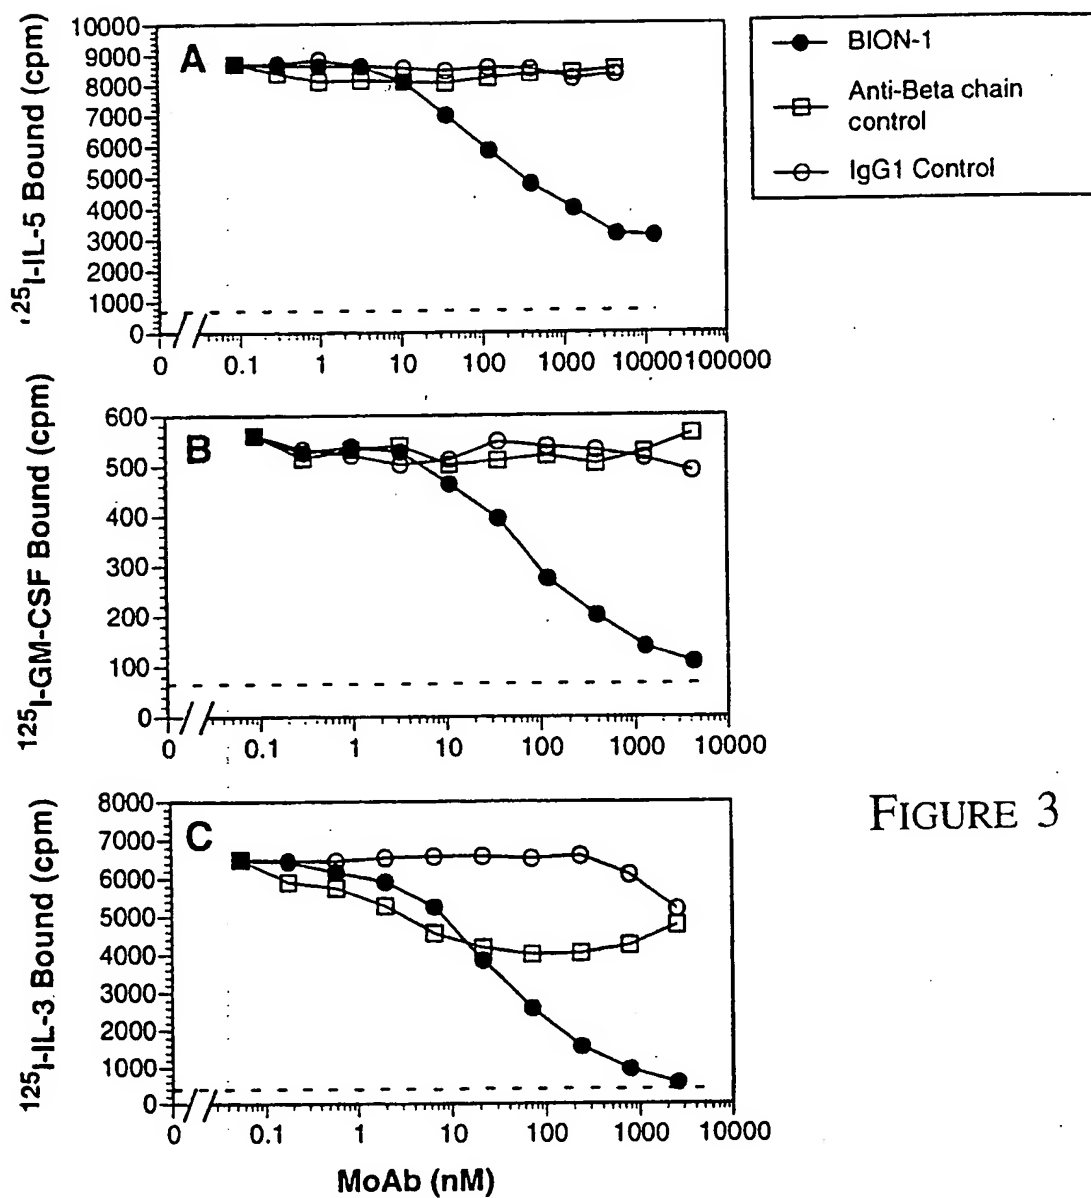 A
¹²⁵I-IL-5 Bound (cpm)
10000
9000
8000
7000
6000
5000
4000
3000
2000
1000
0
0 0.1 1 10 100 1000 10000 100000
BION-1
Anti-Beta chain
control
IgG1 Control
B
¹²⁵I-GM-CSF Bound (cpm)
600
500
400
300
200
100
0
0 0.1 1 10 100 1000 10000
C
¹²⁵I-IL-3 Bound (cpm)
8000
7000
6000
5000
4000
3000
2000
1000
0
0 0.1 1 10 100 1000 10000
MoAb (nM)
FIGURE 3